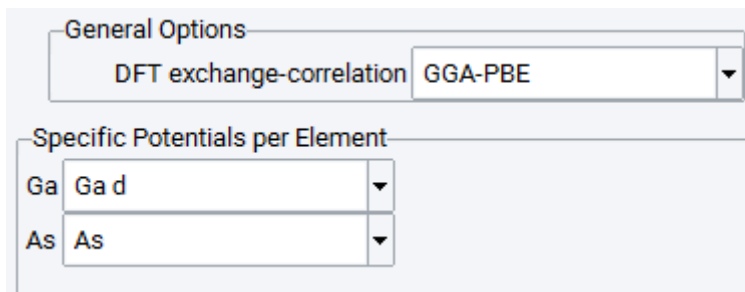 General Options
DFT exchange-correlation GGA-PBE
Specific Potentials per Element
Ga Ga d
As As